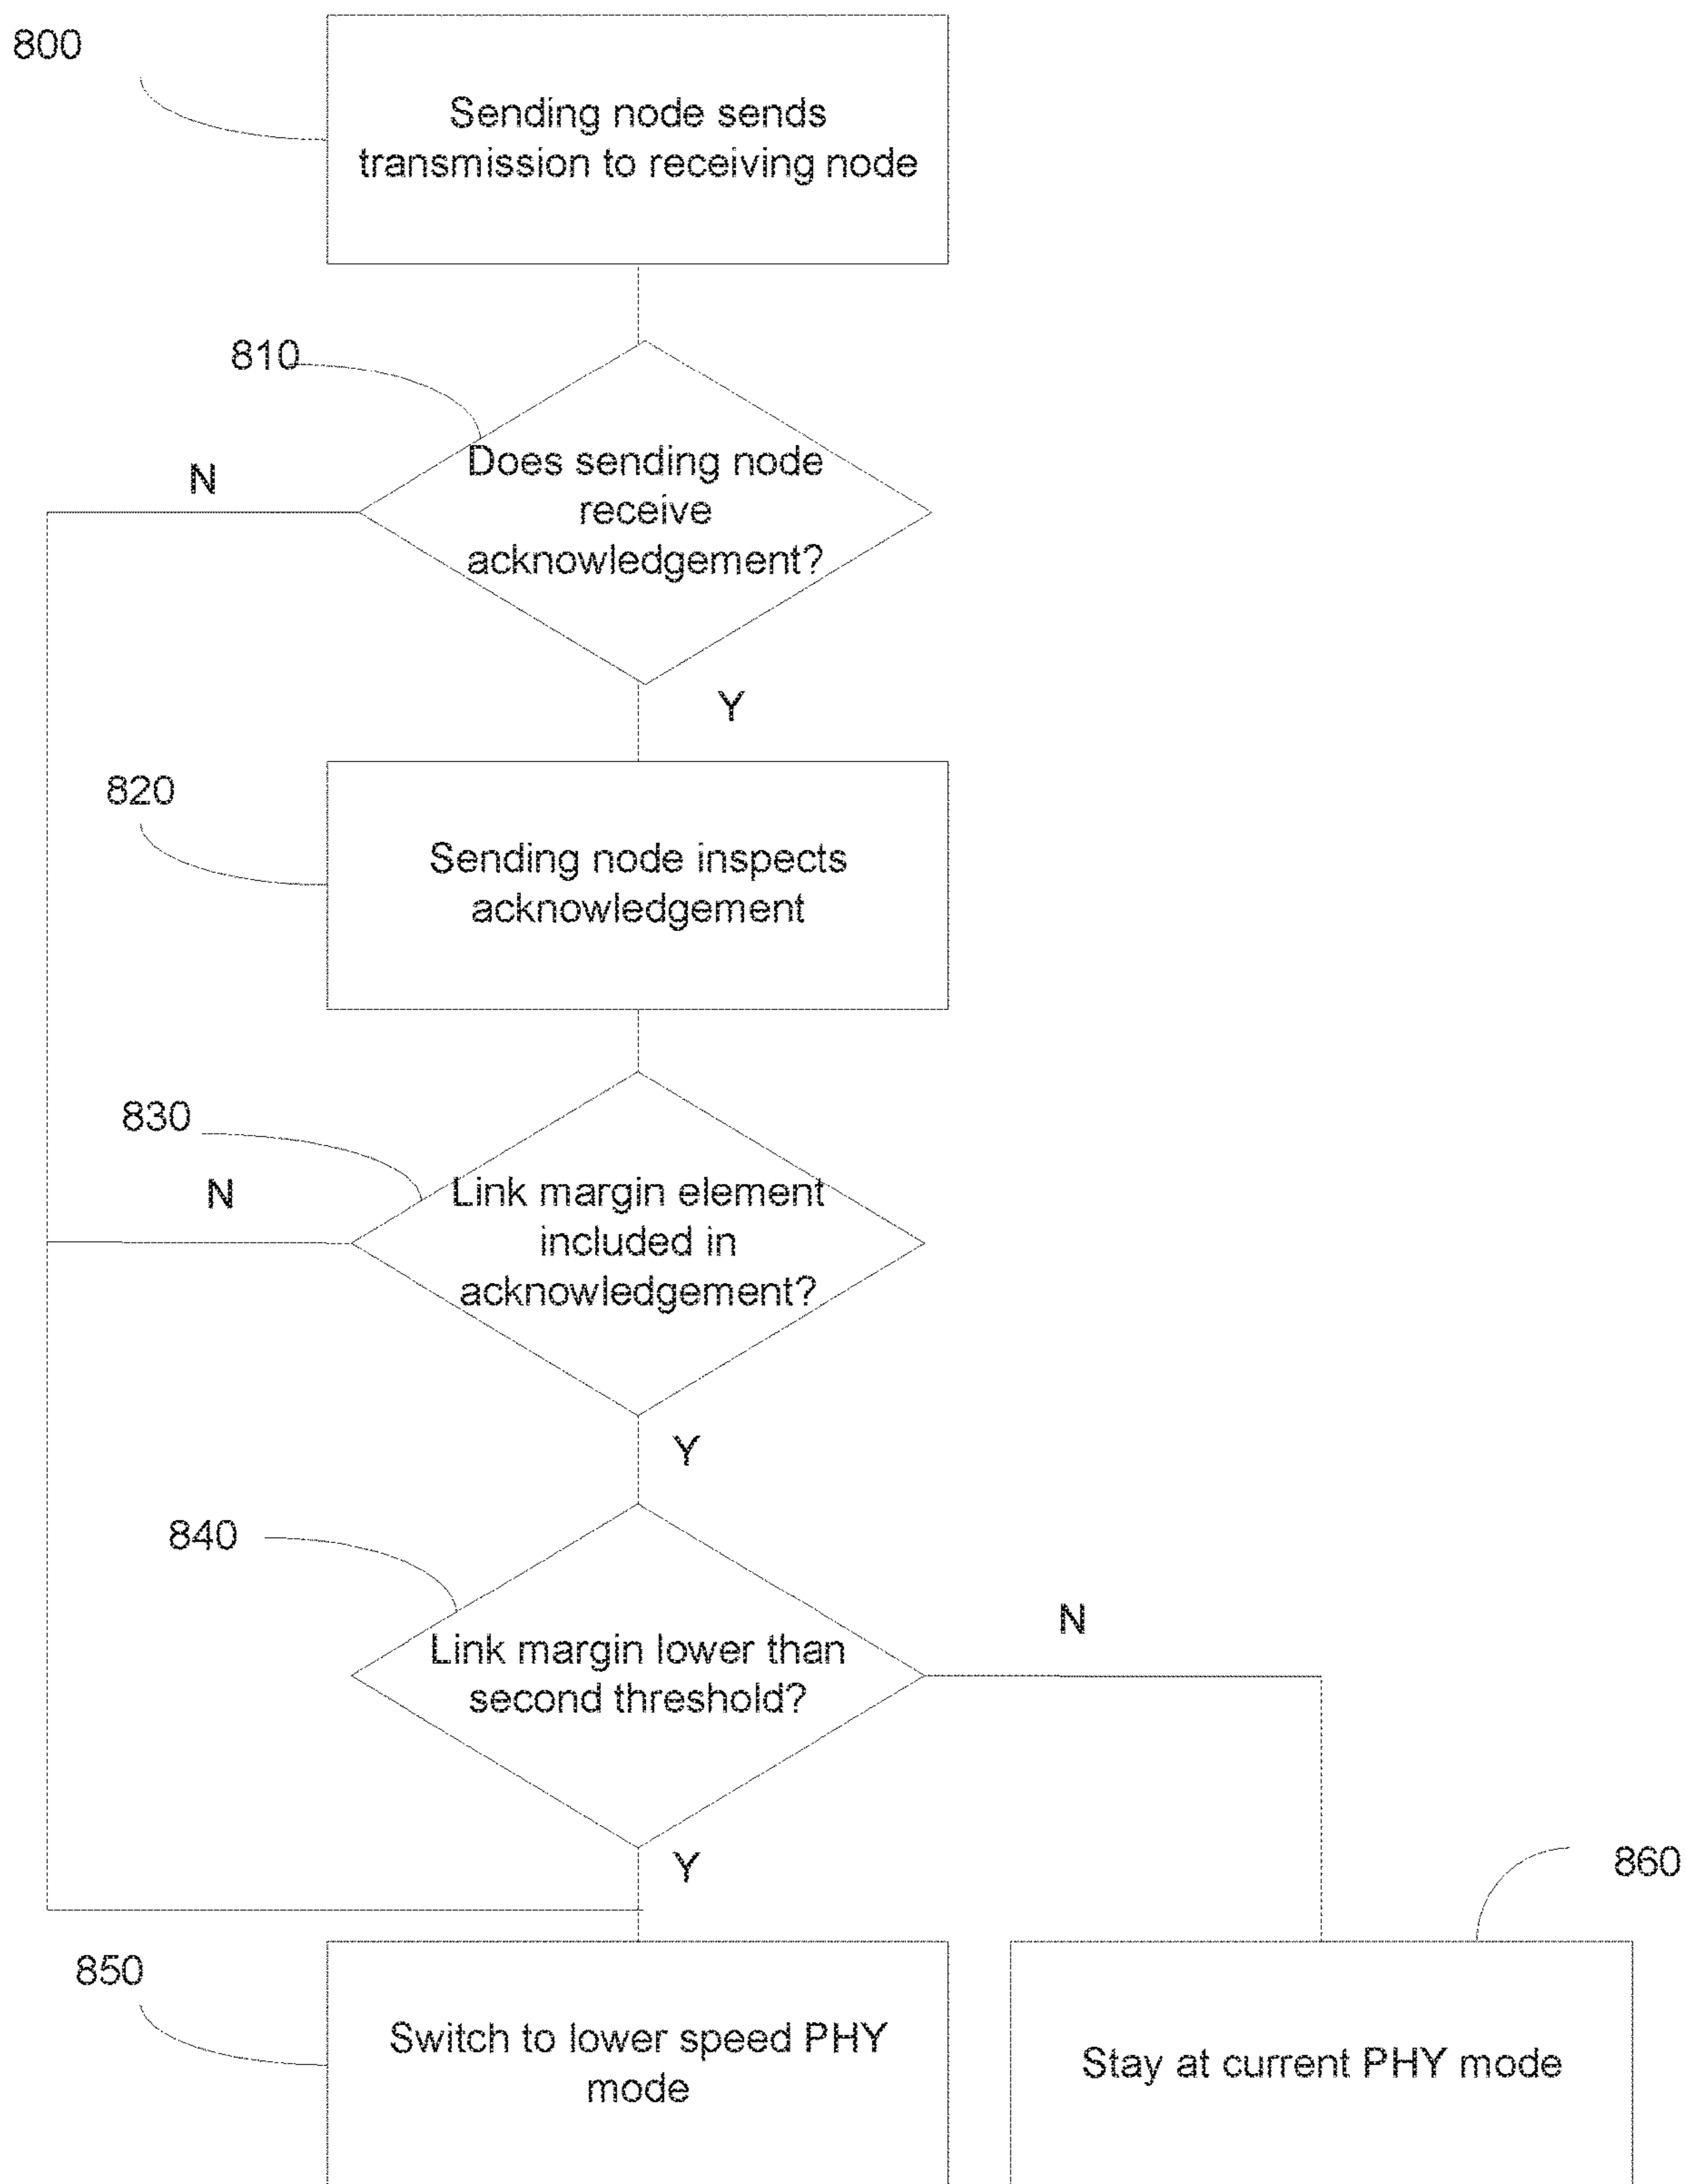 800
Sending node sends
transmission to receiving node
810
Does sending node
receive
acknowledgement?
N
Y
820
Sending node inspects
acknowledgement
830
Link margin element
included in
acknowledgement?
N
Y
840
Link margin lower than
second threshold?
N
Y
860
850
Switch to lower speed PHY
mode
Stay at current PHY mode